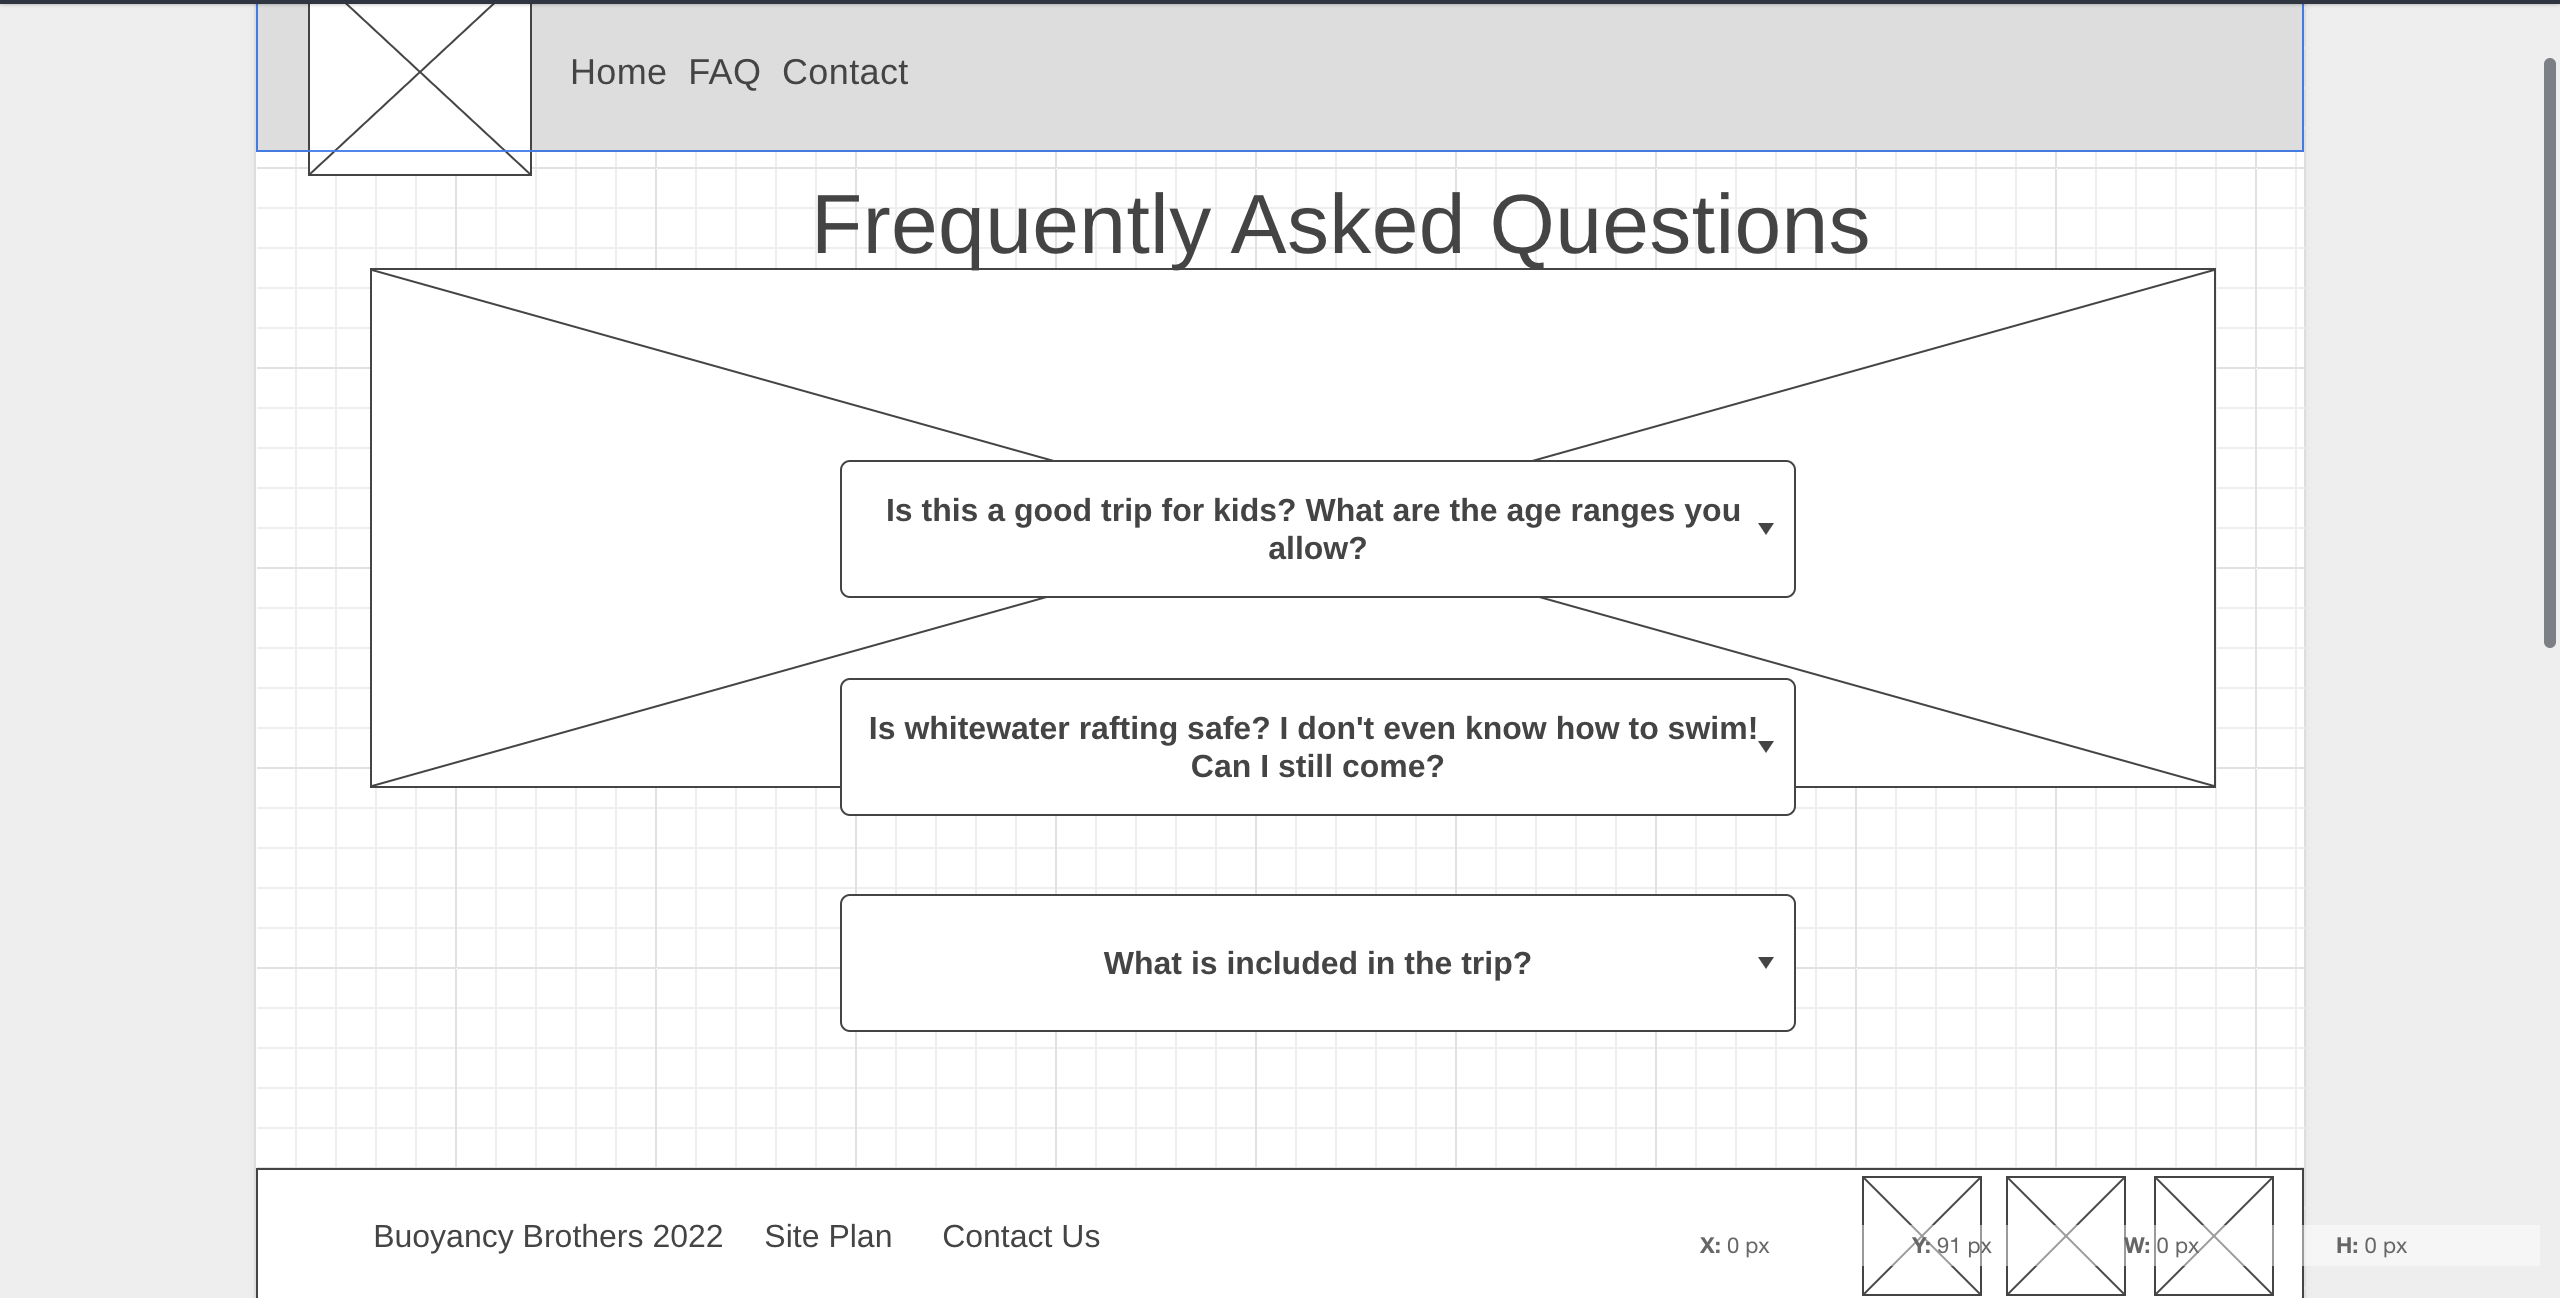 Home FAQ Contact
Frequently Asked Questions
Is this a good trip for kids? What are the age ranges you
allow?
Is whitewater rafting safe? I don't even know how to swim!
Can I still come?
What is included in the trip?
Buoyancy Brothers 2022 Site Plan Contact Us
X: 0 px Y: 91 px W: 0 px H: 0 px